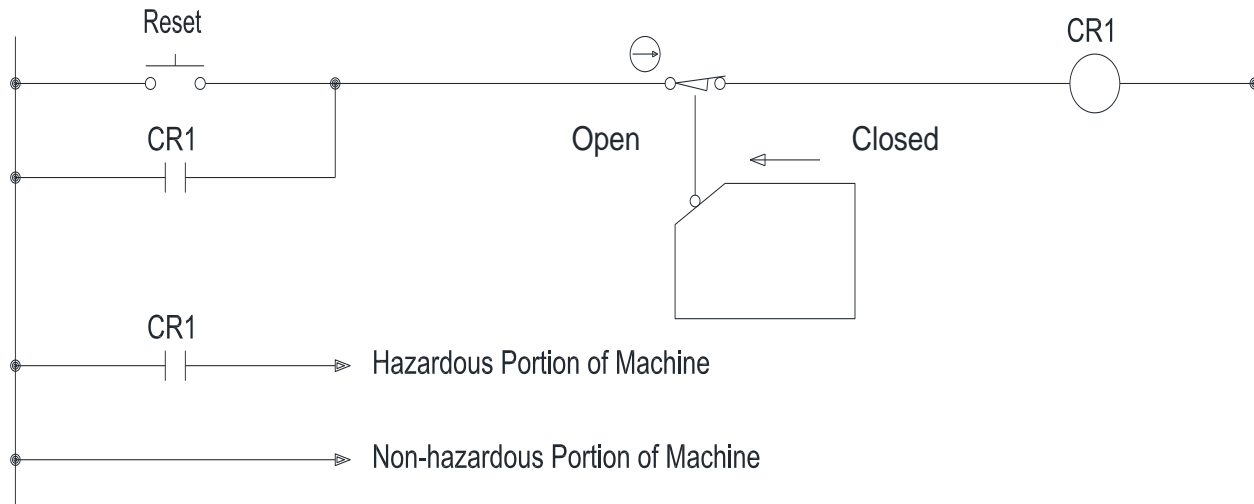 Reset
CR1
CR1
Open
Closed
CR1
Hazardous Portion of Machine
Non-hazardous Portion of Machine